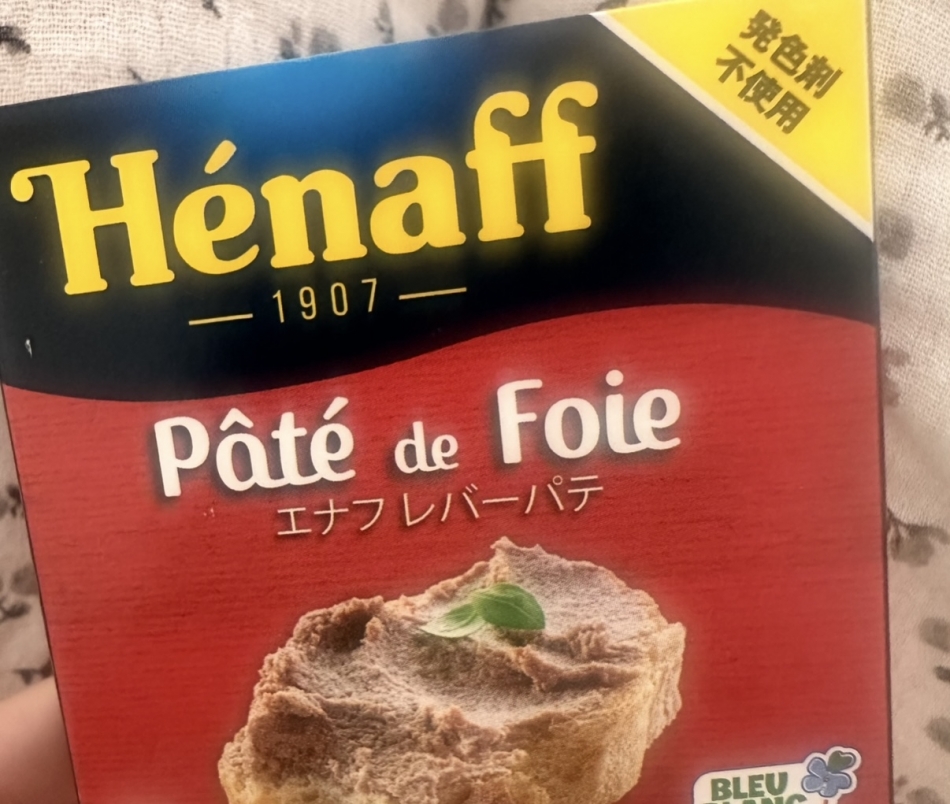 発色剤
不使用
Hénaff
1907
Pâté de Foie
エナフ レバーパテ
BLEU
BLANC